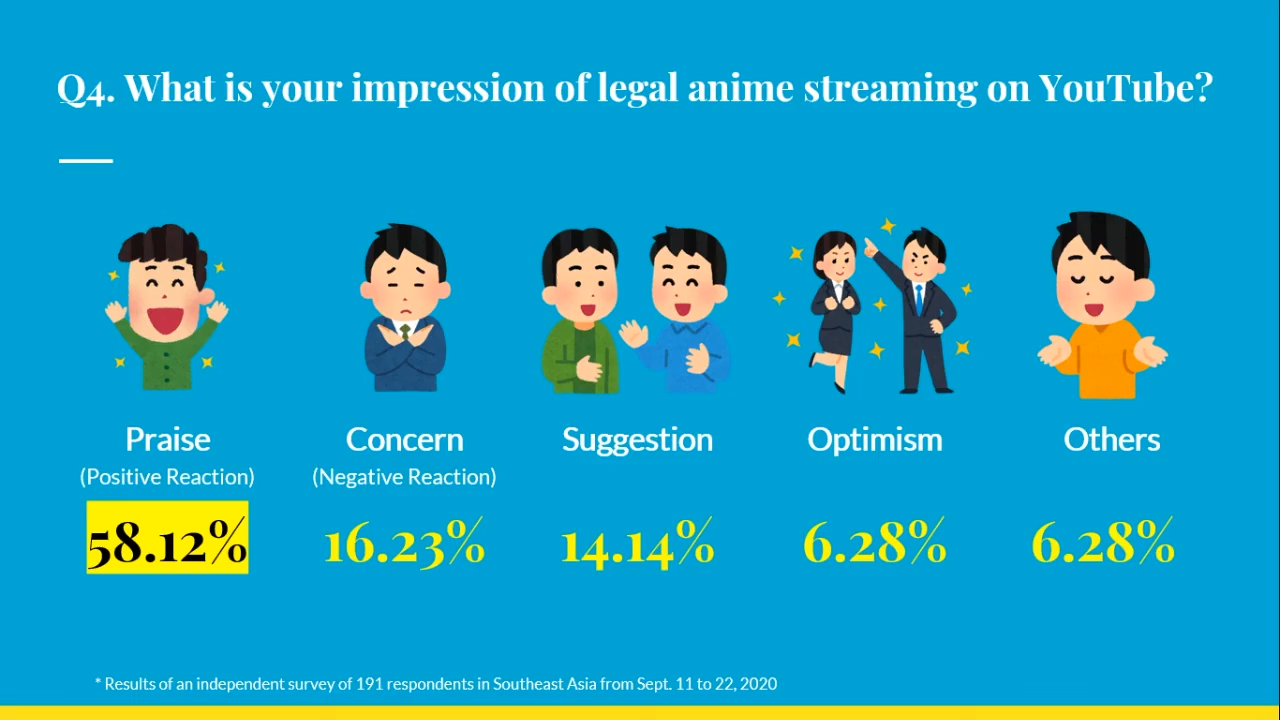 Q4. What is your impression of legal anime streaming on YouTube?
Praise
(Positive Reaction)
58.12%
Concern
(Negative Reaction)
16.23%
Suggestion
14.14%
Optimism
6.28%
Others
6.28%
* Results of an independent survey of 191 respondents in Southeast Asia from Sept. 11 to 22, 2020